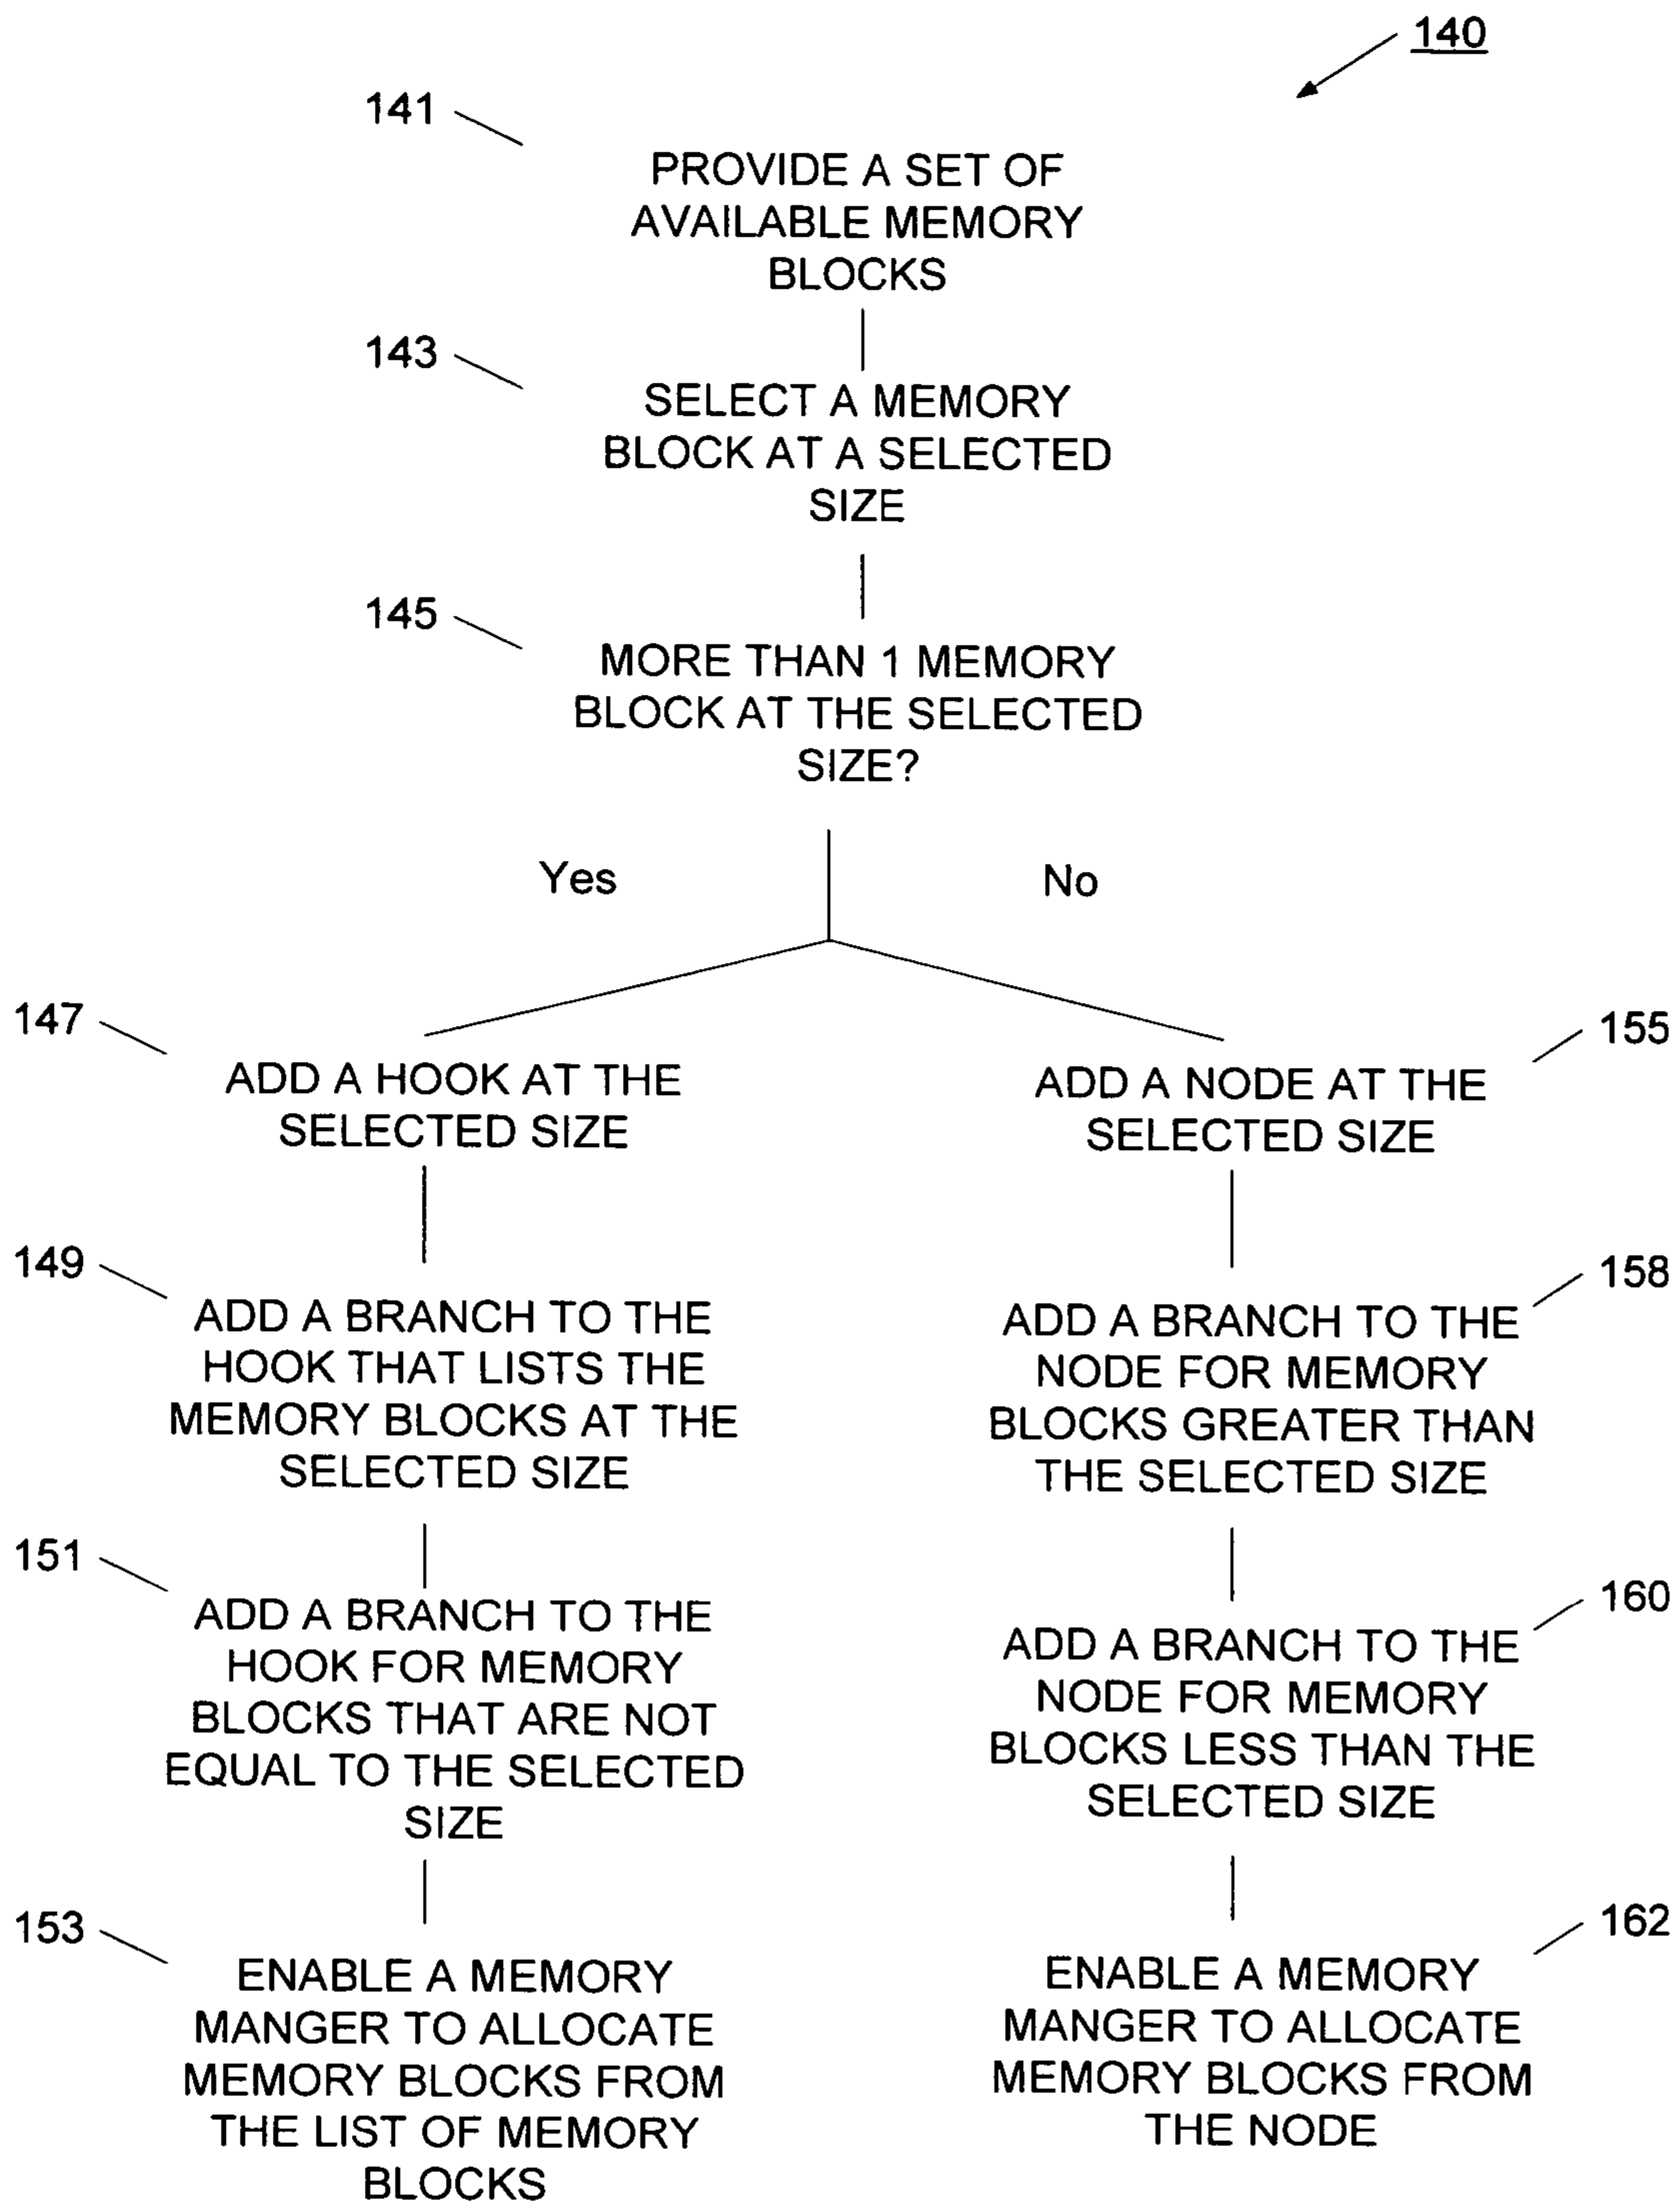 140
141
PROVIDE A SET OF
AVAILABLE MEMORY
BLOCKS
143
SELECT A MEMORY
BLOCK AT A SELECTED
SIZE
145
MORE THAN 1 MEMORY
BLOCK AT THE SELECTED
SIZE?
Yes
No
147
ADD A HOOK AT THE
SELECTED SIZE
149
ADD A BRANCH TO THE
HOOK THAT LISTS THE
MEMORY BLOCKS AT THE
SELECTED SIZE
151
ADD A BRANCH TO THE
HOOK FOR MEMORY
BLOCKS THAT ARE NOT
EQUAL TO THE SELECTED
SIZE
153
ENABLE A MEMORY
MANGER TO ALLOCATE
MEMORY BLOCKS FROM
THE LIST OF MEMORY
BLOCKS
155
ADD A NODE AT THE
SELECTED SIZE
158
ADD A BRANCH TO THE
NODE FOR MEMORY
BLOCKS GREATER THAN
THE SELECTED SIZE
160
ADD A BRANCH TO THE
NODE FOR MEMORY
BLOCKS LESS THAN THE
SELECTED SIZE
162
ENABLE A MEMORY
MANGER TO ALLOCATE
MEMORY BLOCKS FROM
THE NODE